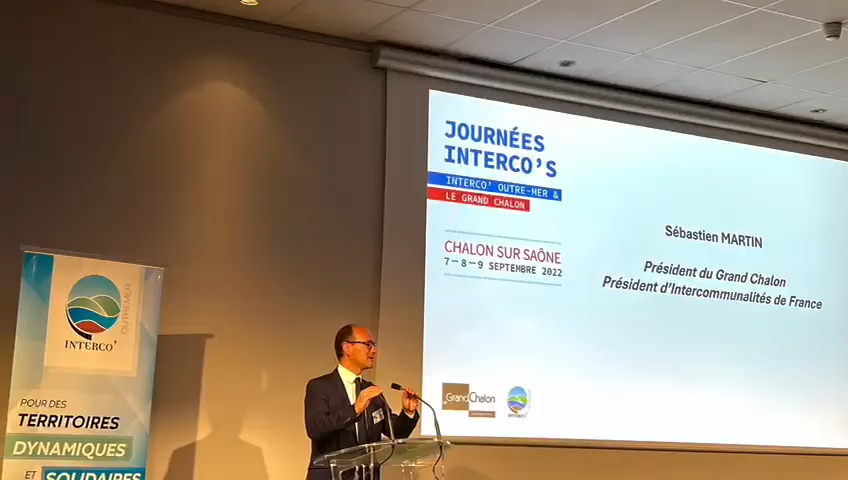 JOURNÉES
INTERCO'S
INTERCO' OUTRE-MER &
LE GRAND CHALON
CHALON SUR SAÔNE
7–8–9 SEPTEMBRE 2022
Sébastien MARTIN
Président du Grand Chalon
Président d'Intercommunalités de France
Grand Chalon
INTERCO'
OUTREMER
POUR DES
TERRITOIRES
DYNAMIQUES
ET SOLIDAIRES